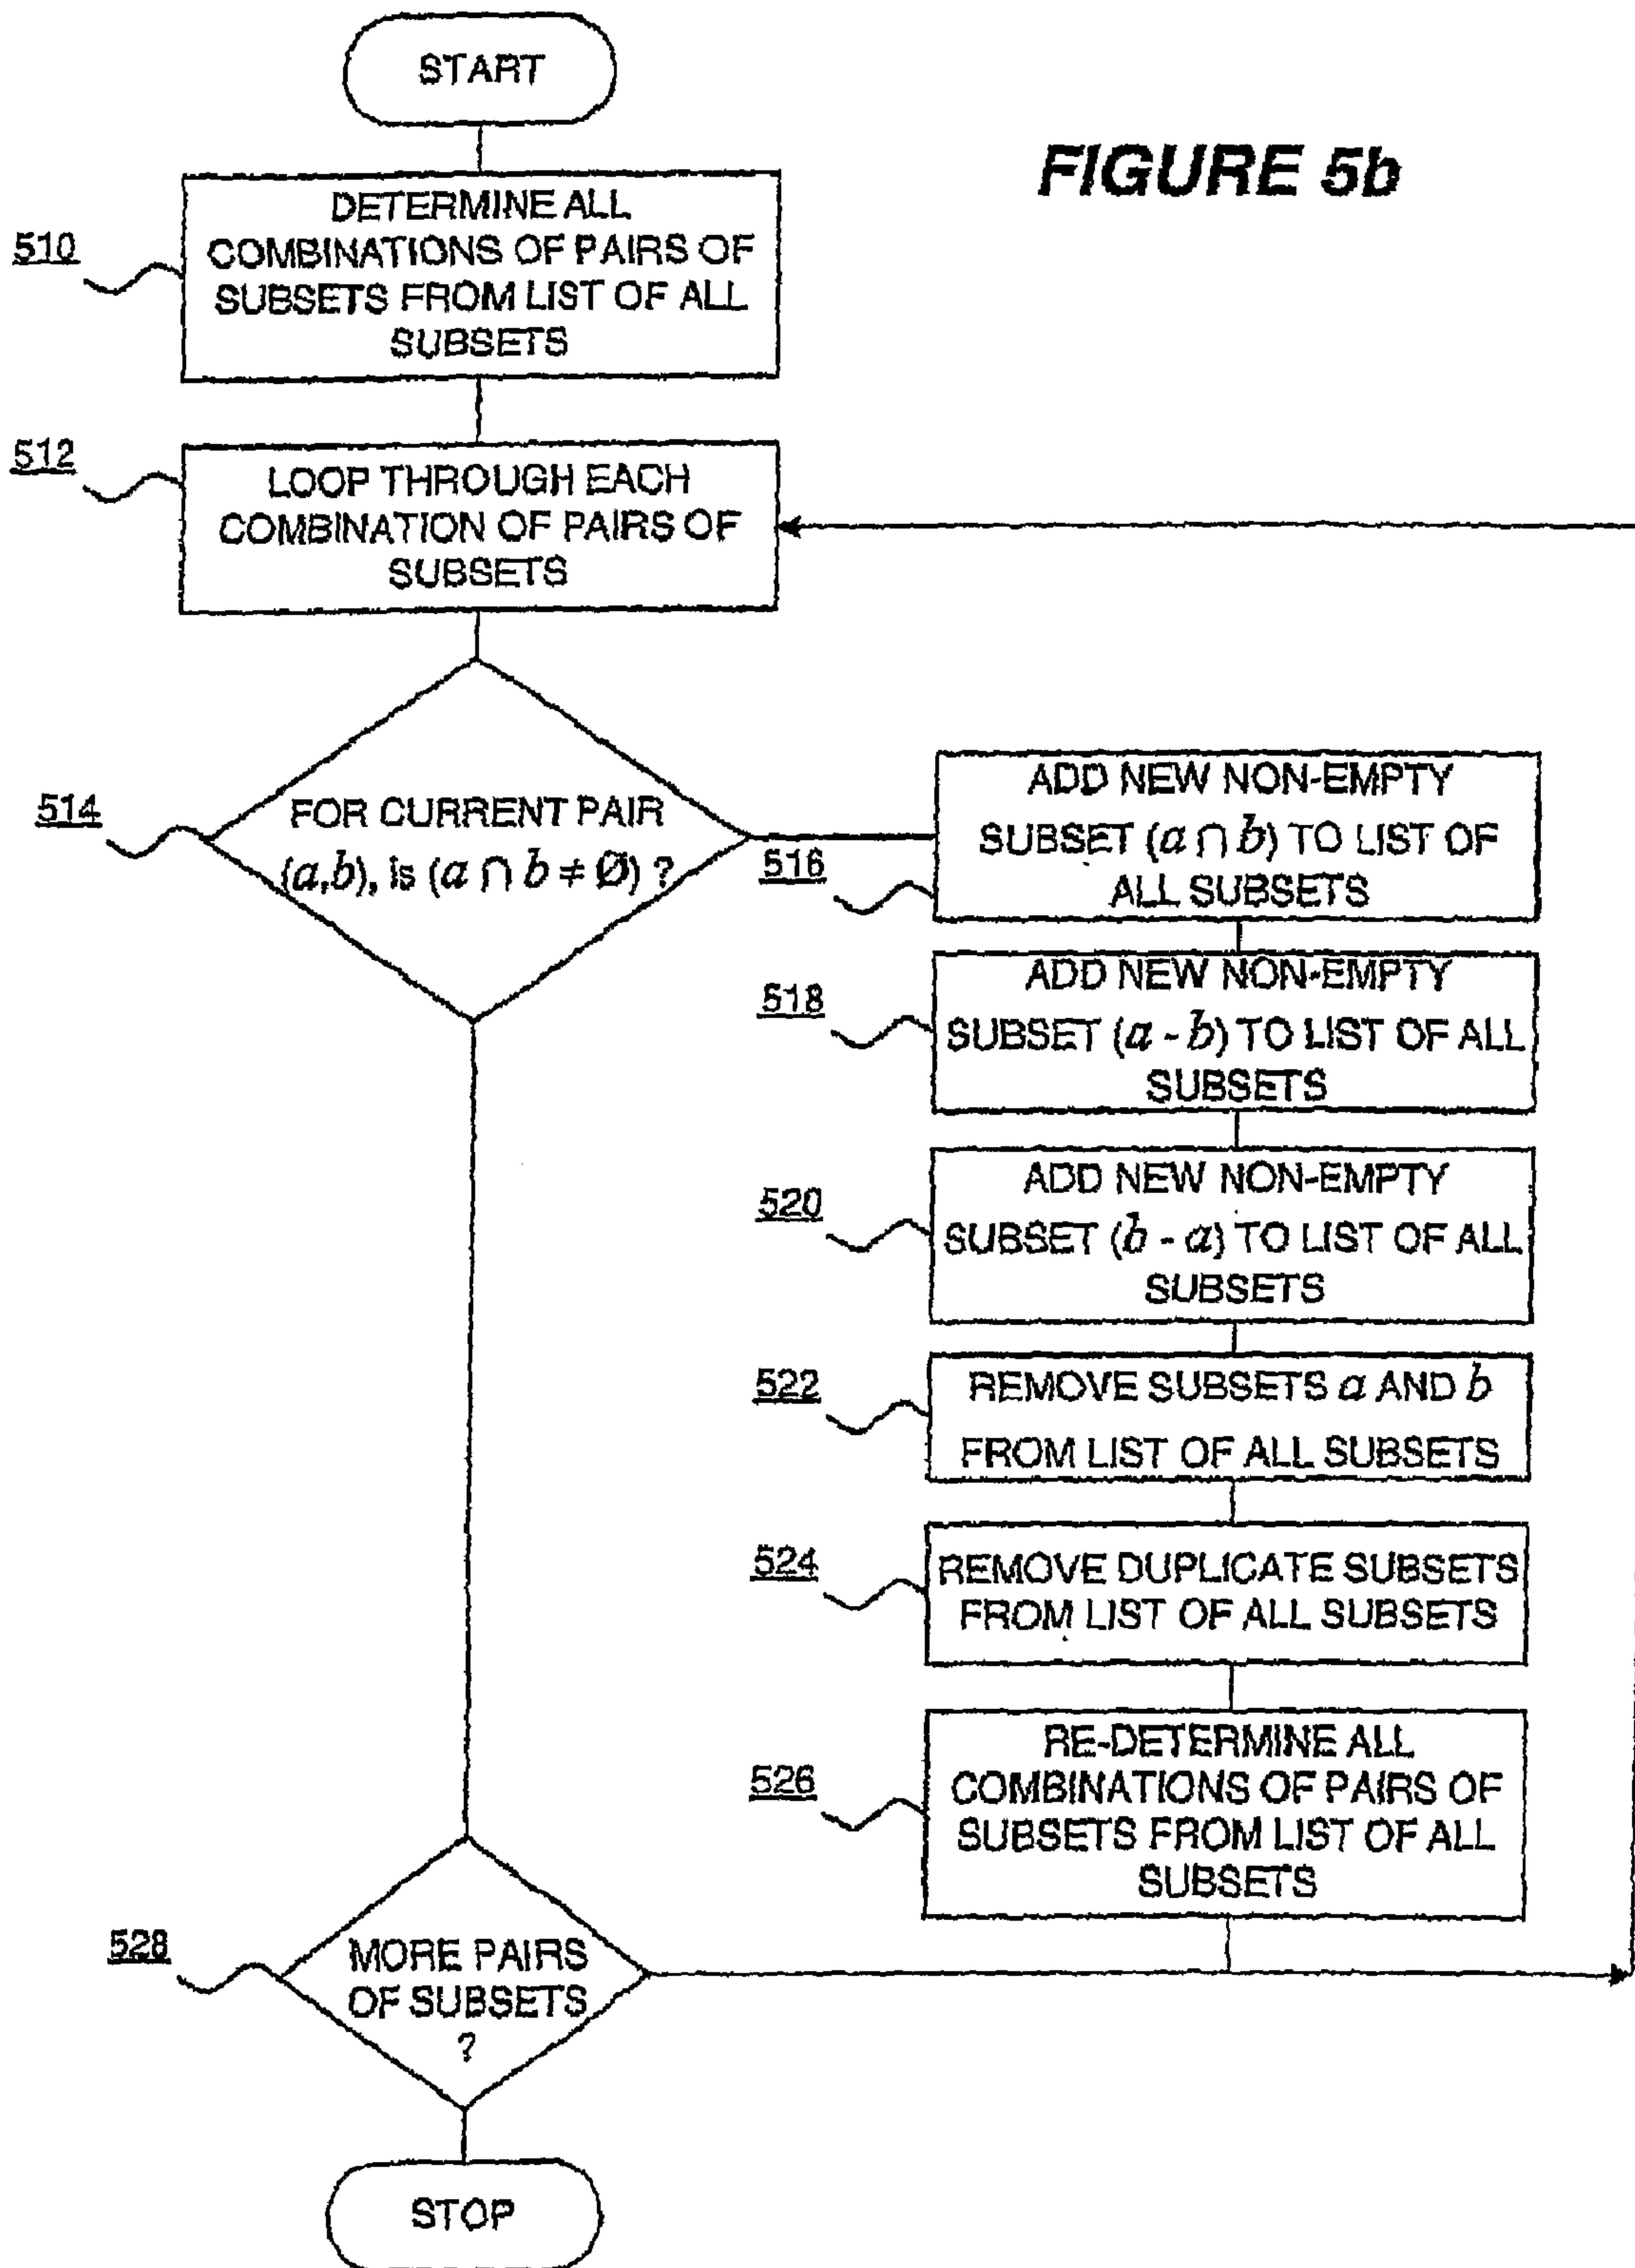 START
FIGURE 5b
510
DETERMINE ALL
COMBINATIONS OF PAIRS OF
SUBSETS FROM LIST OF ALL
SUBSETS
512
LOOP THROUGH EACH
COMBINATION OF PAIRS OF
SUBSETS
514
FOR CURRENT PAIR
(a,b), is (a ∩ b ≠ Ø) ?
516
ADD NEW NON-EMPTY
SUBSET (a ∩ b) TO LIST OF
ALL SUBSETS
518
ADD NEW NON-EMPTY
SUBSET (a - b) TO LIST OF ALL
SUBSETS
520
ADD NEW NON-EMPTY
SUBSET (b - a) TO LIST OF ALL
SUBSETS
522
REMOVE SUBSETS a AND b
FROM LIST OF ALL SUBSETS
524
REMOVE DUPLICATE SUBSETS
FROM LIST OF ALL SUBSETS
526
RE-DETERMINE ALL
COMBINATIONS OF PAIRS OF
SUBSETS FROM LIST OF ALL
SUBSETS
528
MORE PAIRS
OF SUBSETS
?
STOP